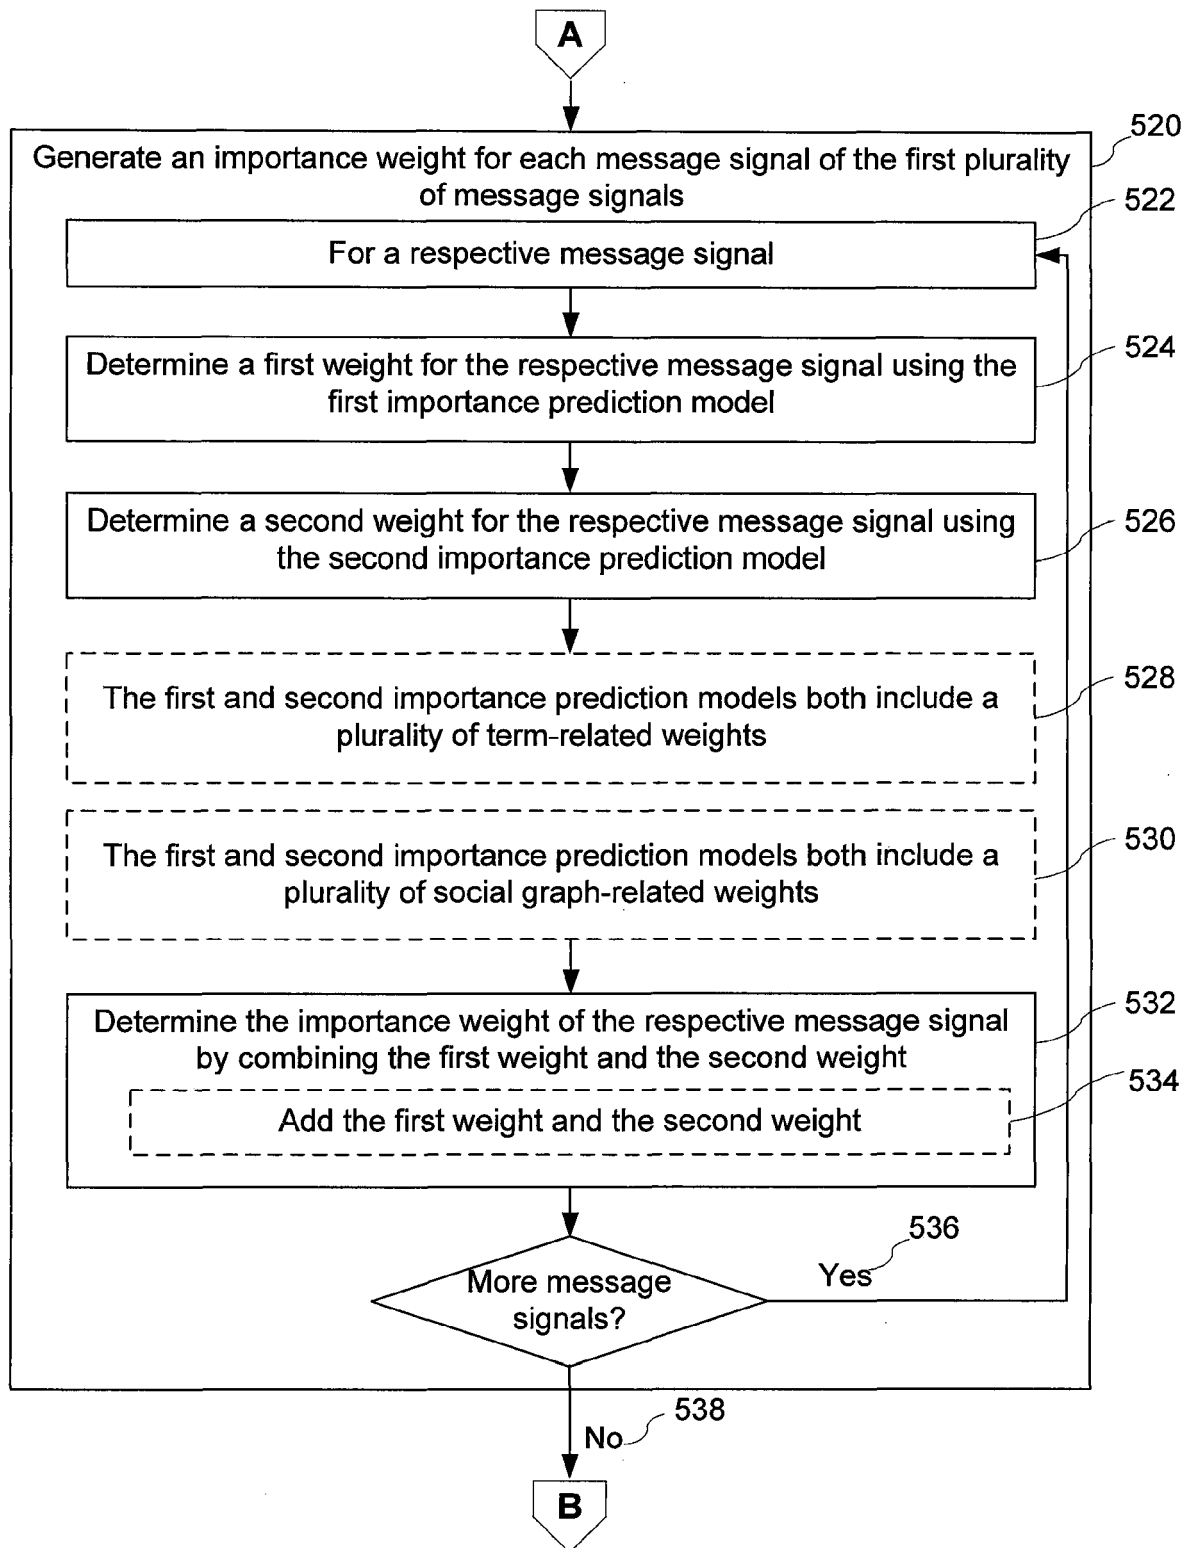 A
520
Generate an importance weight for each message signal of the first plurality
of message signals
522
For a respective message signal
524
Determine a first weight for the respective message signal using the
first importance prediction model
526
Determine a second weight for the respective message signal using
the second importance prediction model
528
The first and second importance prediction models both include a
plurality of term-related weights
530
The first and second importance prediction models both include a
plurality of social graph-related weights
532
Determine the importance weight of the respective message signal
by combining the first weight and the second weight
534
Add the first weight and the second weight
536
Yes
More message
signals?
538
No
B